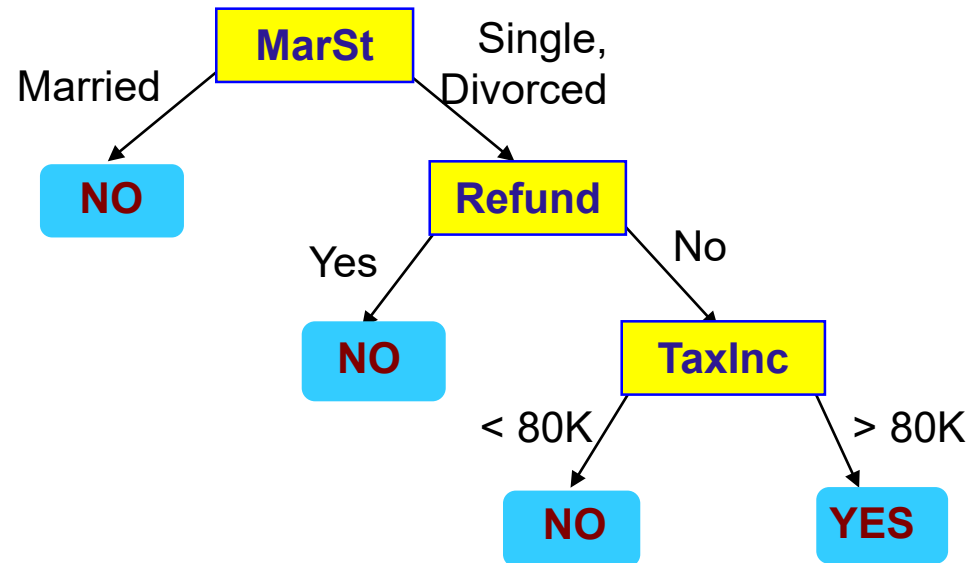 MarSt
Single,
Married
Divorced
NO
Refund
Yes
No
NO
TaxInc
< 80K
> 80K
NO
YES